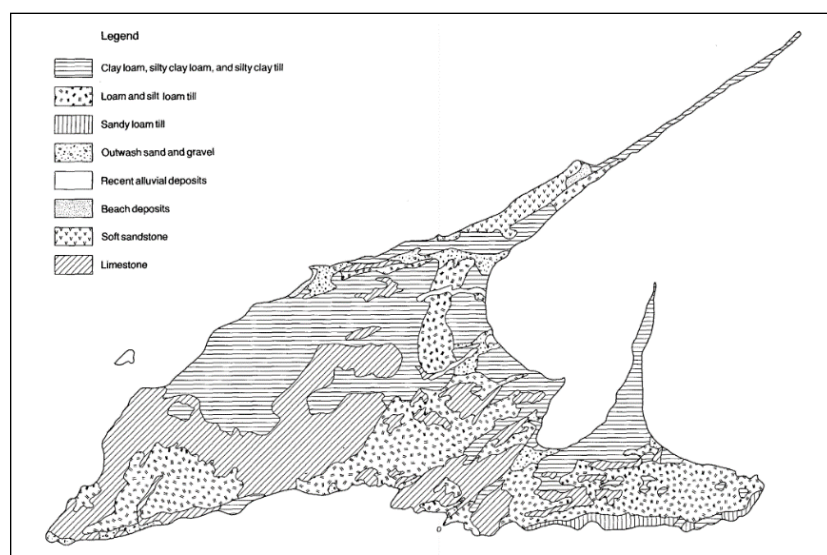 Legend
Clay loam, silty clay loam, and silty clay till
Loam and silt loam till
Sandy loam till
Outwash sand and gravel
Recent alluvial deposits
Beach deposits
Soft sandstone
Limestone